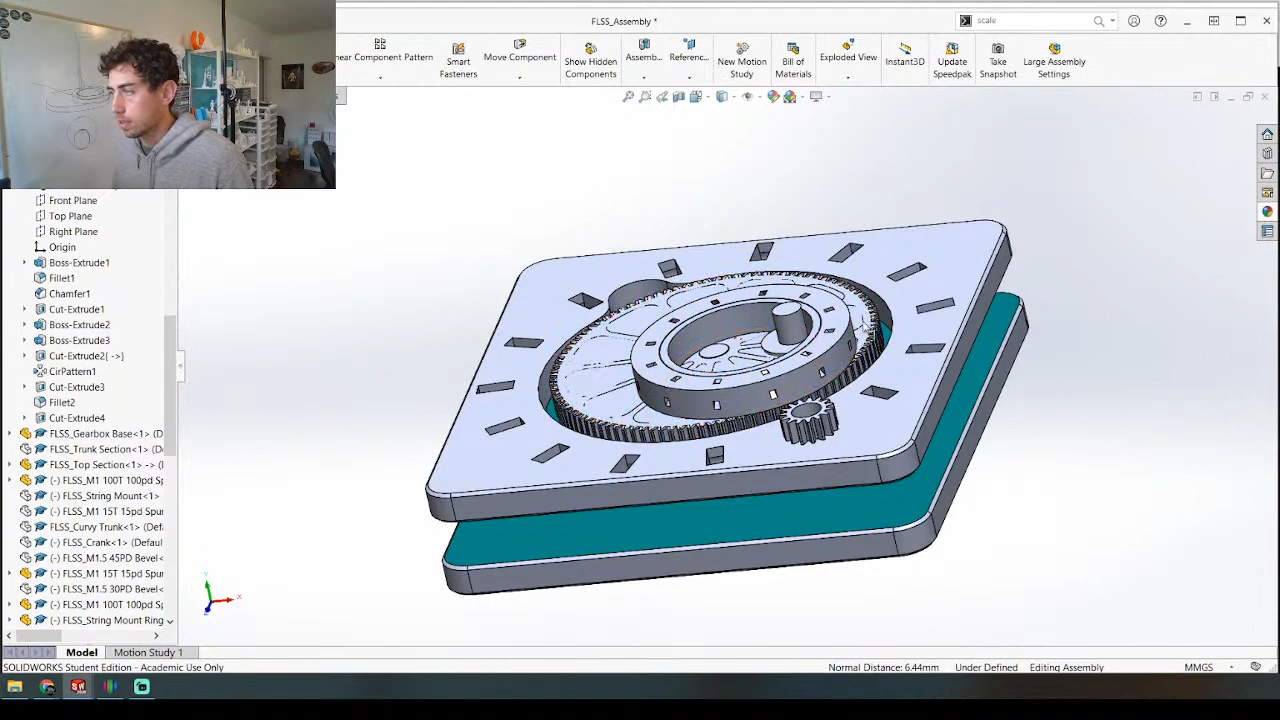 FLSS_Assembly *
scale
near Component Pattern
Smart
Fasteners
Move Component
Show Hidden
Components
Assemb...
Referenc...
New Motion
Study
Bill of
Materials
Exploded View
Instant3D
Update
Speedpak
Take
Snapshot
Large Assembly
Settings
Front Plane
Top Plane
Right Plane
Origin
Boss-Extrude1
Fillet1
Chamfer1
Cut-Extrude1
Boss-Extrude2
Boss-Extrude3
Cut-Extrude2{ ->}
CirPattern1
Cut-Extrude3
Fillet2
Cut-Extrude4
FLSS_Gearbox Base<1> (D
FLSS_Trunk Section<1> (D
FLSS_Top Section<1> -> (
(-) FLSS_M1 100T 100pd Sp
(-) FLSS_String Mount<1>
(-) FLSS_M1 15T 15pd Spur
FLSS_Curvy Trunk<1> (Defa
(-) FLSS_Crank<1> (Defa
(-) FLSS_M1.5 45PD Bevel<
(-) FLSS_M1 15T 15pd Spur
(-) FLSS_M1.5 30PD Bevel<
(-) FLSS_M1 100T 100pd Sp
(-) FLSS_String Mount Ring
Y
X
Z
Model
Motion Study 1
SOLIDWORKS Student Edition - Academic Use Only
Normal Distance: 6.44mm
Under Defined
Editing Assembly
MMGS